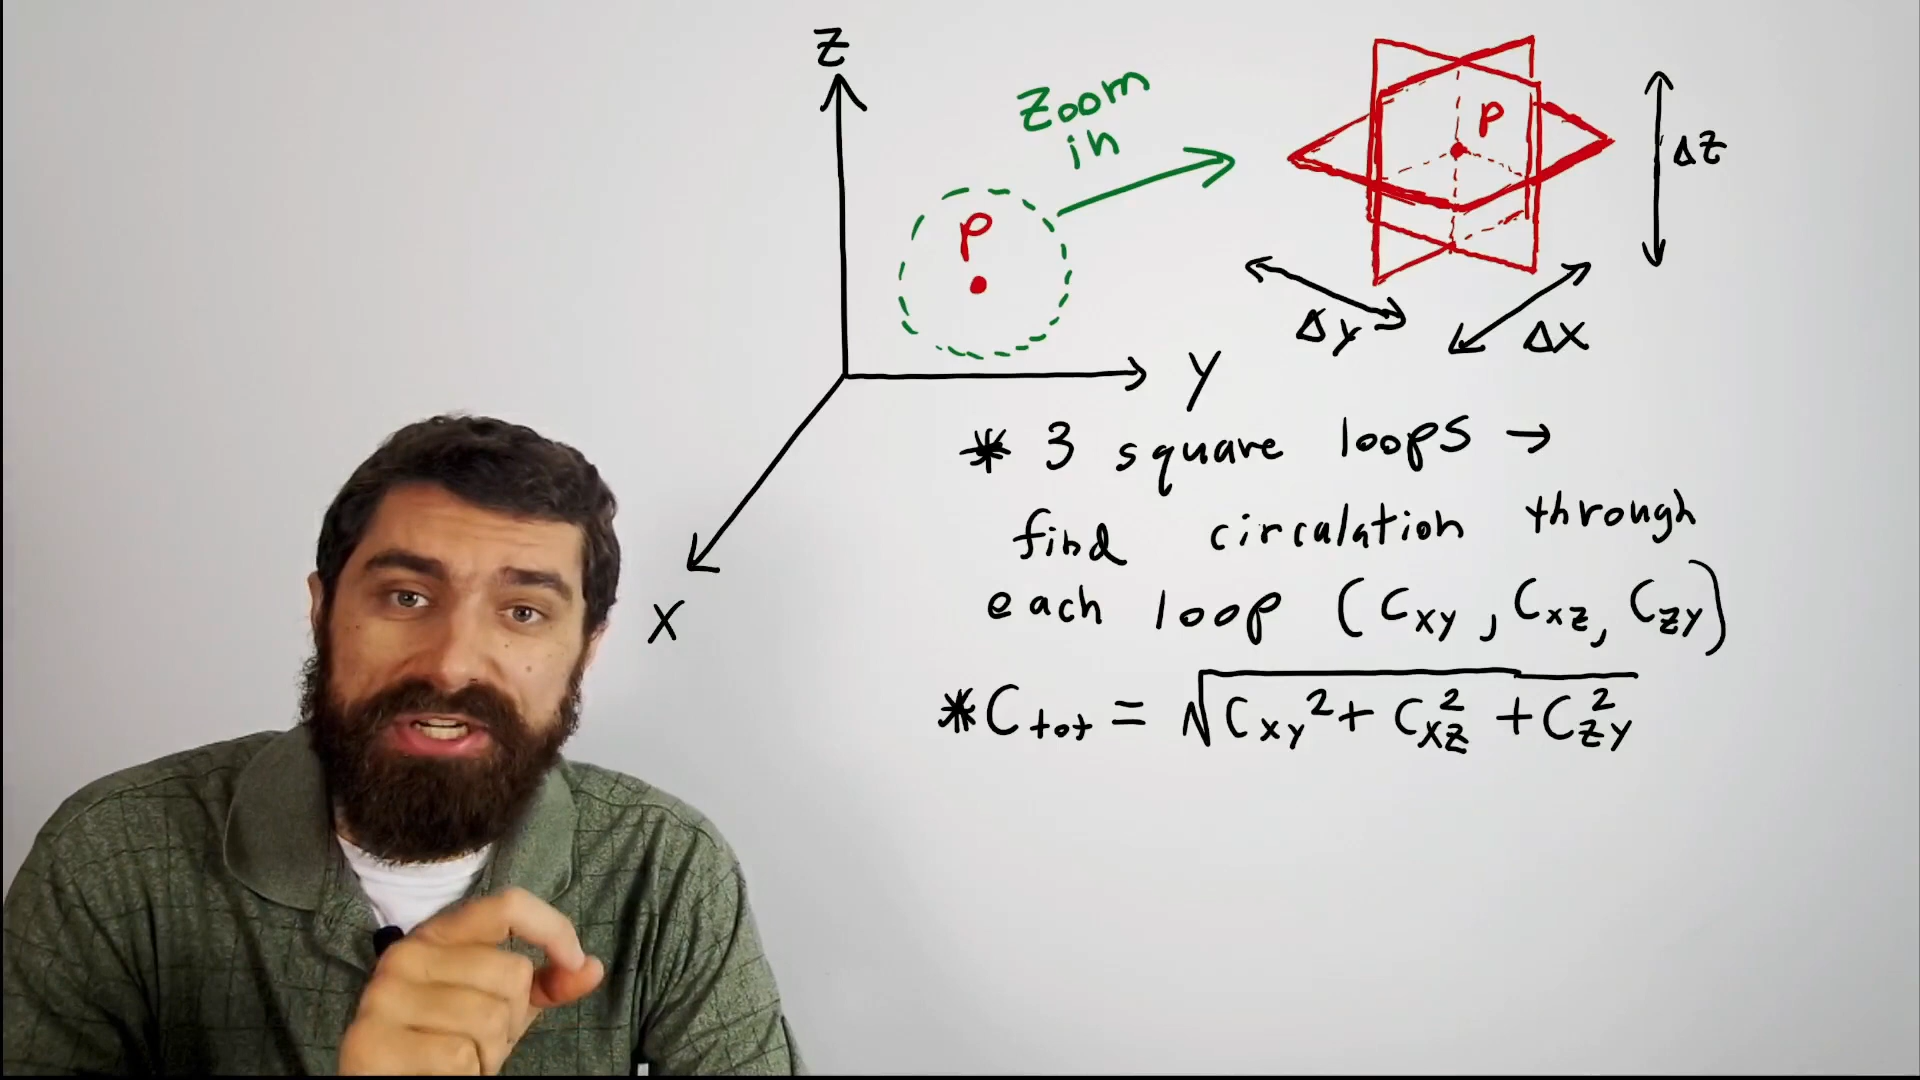 Z
Zoom
in
P
P
ΔZ
Δy
ΔX
Y
X
* 3 square loops →
find circulation through
each loop (Cxy, Cxz, Czy)
*Ctot = √Cxy² + Cxz² + Czy²